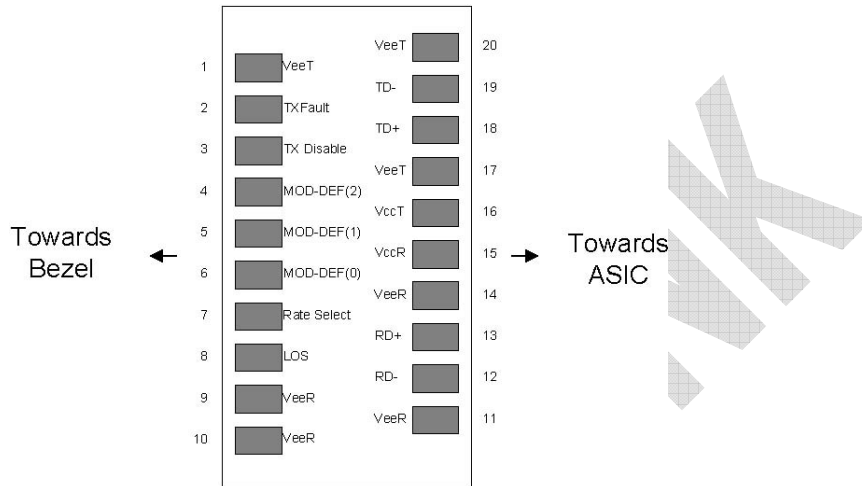 VeeT 20
1 VeeT
TD- 19
2 TXFault
TD+ 18
3 TX Disable
VeeT 17
4 MOD-DEF(2)
VccT 16
5 MOD-DEF(1)
Towards
Bezel
VccR 15
Towards
ASIC
6 MOD-DEF(0)
VeeR 14
7 Rate Select
RD+ 13
8 LOS
RD- 12
9 VeeR
VeeR 11
10 VeeR